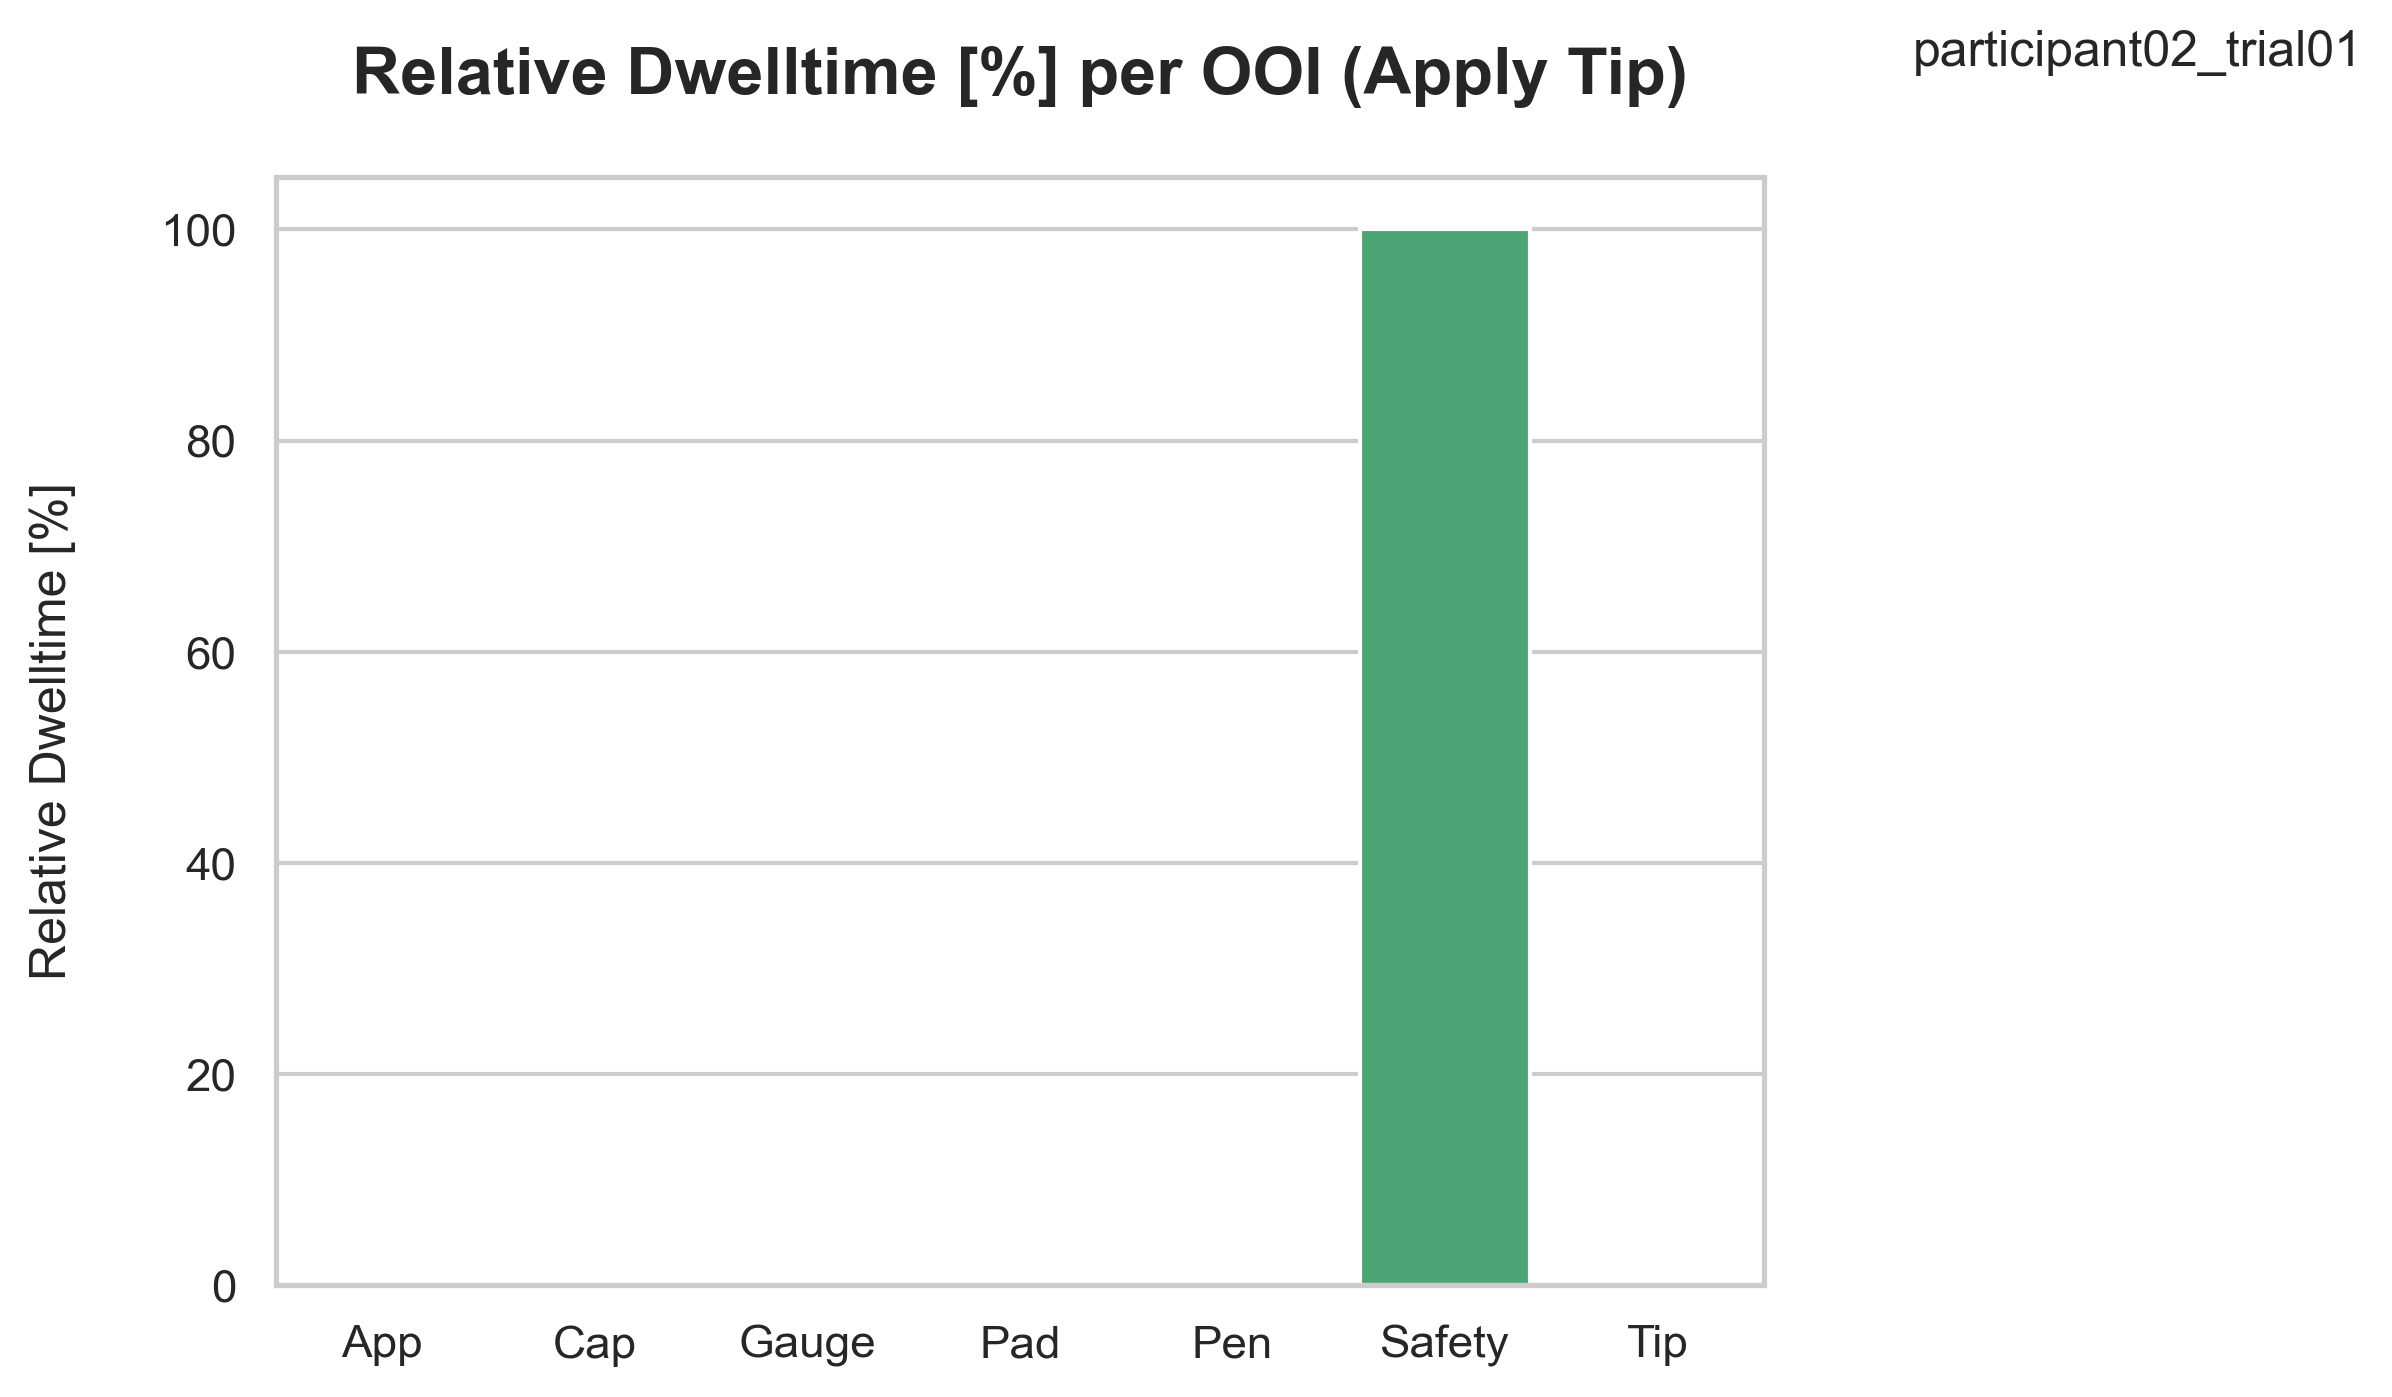 Relative Dwelltime [%] per OOI (Apply Tip)
participant02_trial01
Relative Dwelltime [%]
100
80
60
40
20
0
App Cap Gauge Pad Pen Safety Tip